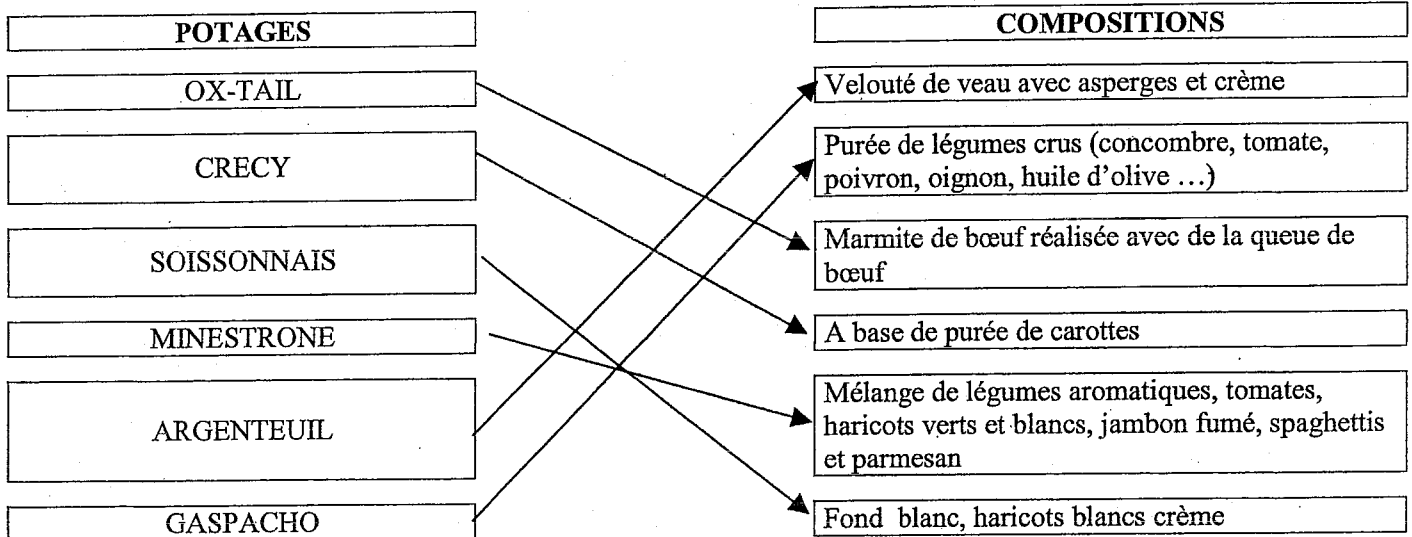 POTAGES
OX-TAIL
CRECY
SOISSONNAIS
MINESTRONE
ARGENTEUIL
GASPACHO
COMPOSITIONS
Velouté de veau avec asperges et crème
Purée de légumes crus (concombre, tomate,
poivron, oignon, huile d'olive ...)
Marmite de bœuf réalisée avec de la queue de
bœuf
A base de purée de carottes
Mélange de légumes aromatiques, tomates,
haricots verts et blancs, jambon fumé, spaghettis
et parmesan
Fond blanc, haricots blancs crème